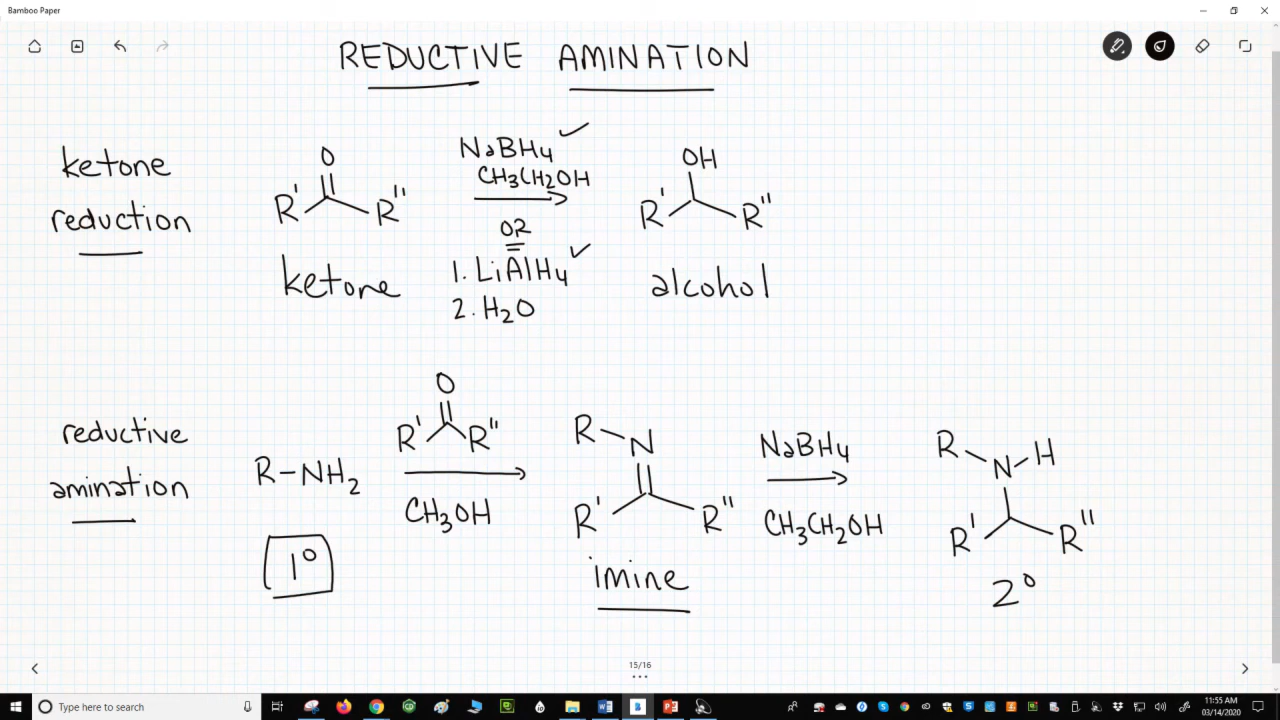 Bamboo Paper
REDUCTIVE AMINATION
ketone
reduction
O
R' R''
ketone
NaBH4 ✓
CH3CH2OH
OR
1. LiAlH4 ✓
2. H2O
OH
R' R''
alcohol
reductive
amination
R-NH2
1°
O
R' R''
CH3OH
R N
R' R''
imine
NaBH4
CH3CH2OH
R N H
R' R''
2°
15/16
Type here to search
11:55 AM
03/14/2020